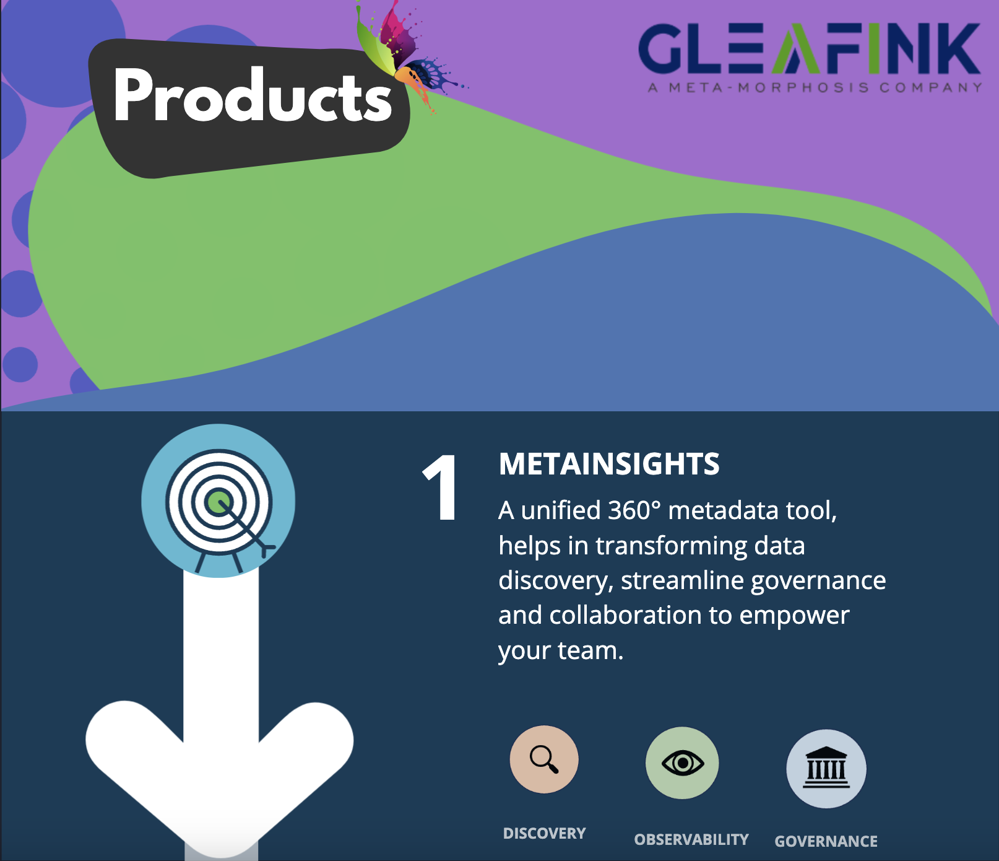 Products
GLEAFINK
A META-MORPHOSIS COMPANY
1
METAINSIGHTS
A unified 360° metadata tool,
helps in transforming data
discovery, streamline governance
and collaboration to empower
your team.
DISCOVERY
OBSERVABILITY
GOVERNANCE